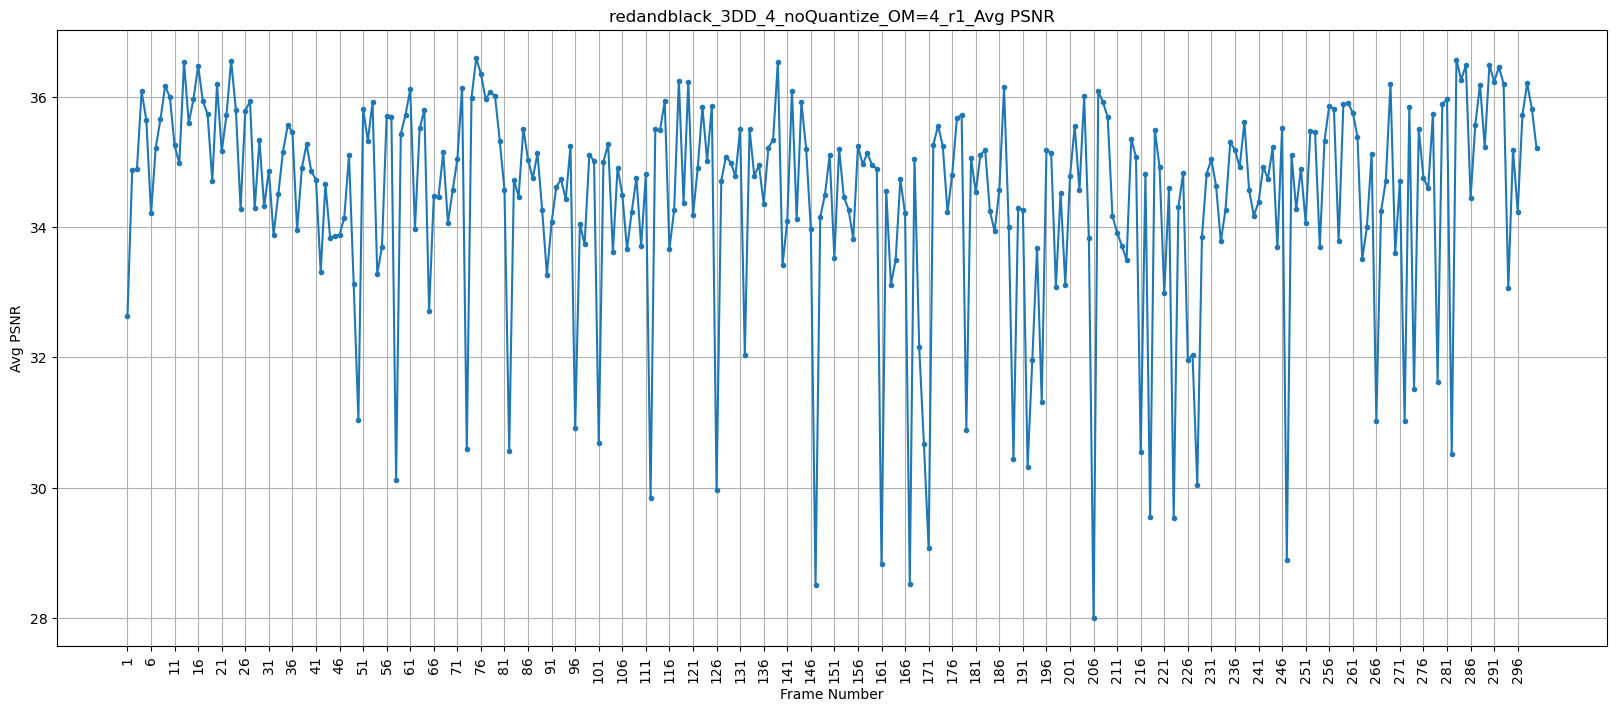 redandblack_3DD_4_noQuantize_OM=4_r1_Avg PSNR
Avg PSNR
36
34
32
30
28
1 6 11 16 21 26 31 36 41 46 51 56 61 66 71 76 81 86 91 96 101 106 111 116 121 126 131 136 141 146 151 156 161 166 171 176 181 186 191 196 201 206 211 216 221 226 231 236 241 246 251 256 261 266 271 276 281 286 291 296
Frame Number